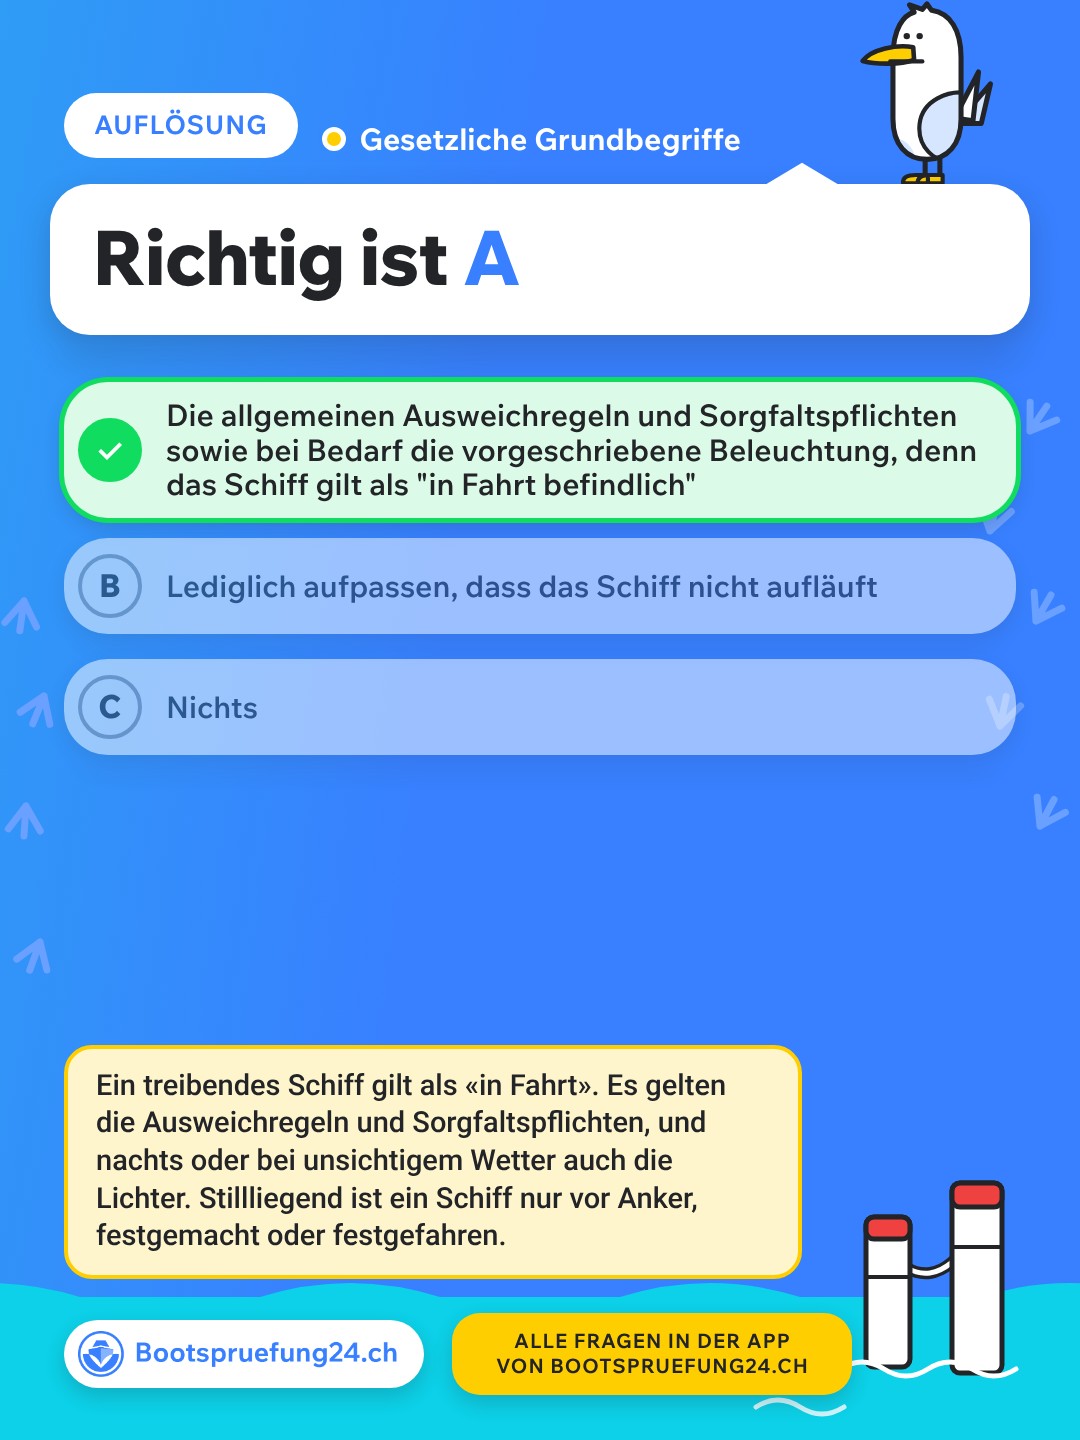 AUFLÖSUNG
Gesetzliche Grundbegriffe
Richtig ist A
Die allgemeinen Ausweichregeln und Sorgfaltspflichten
sowie bei Bedarf die vorgeschriebene Beleuchtung, denn
das Schiff gilt als "in Fahrt befindlich"
B Lediglich aufpassen, dass das Schiff nicht aufläuft
C Nichts
Ein treibendes Schiff gilt als «in Fahrt». Es gelten
die Ausweichregeln und Sorgfaltspflichten, und
nachts oder bei unsichtigem Wetter auch die
Lichter. Stillliegend ist ein Schiff nur vor Anker,
festgemacht oder festgefahren.
Bootspruefung24.ch
ALLE FRAGEN IN DER APP
VON BOOTSPRUEFUNG24.CH